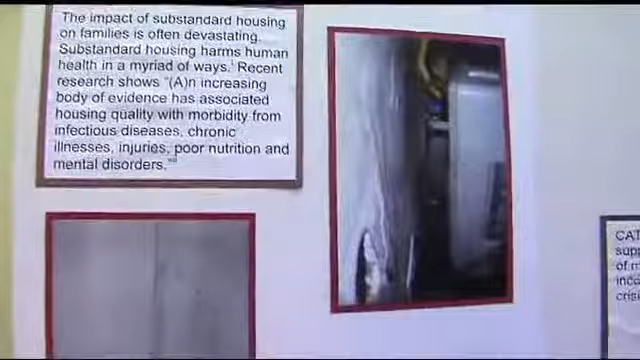 The impact of substandard housing
on families is often devastating.
Substandard housing harms human
health in a myriad of ways.¹ Recent
research shows "(A)n increasing
body of evidence has associated
housing quality with morbidity from
infectious diseases, chronic
illnesses, injuries, poor nutrition and
mental disorders."
CAT
supp
of m
inco
crisi